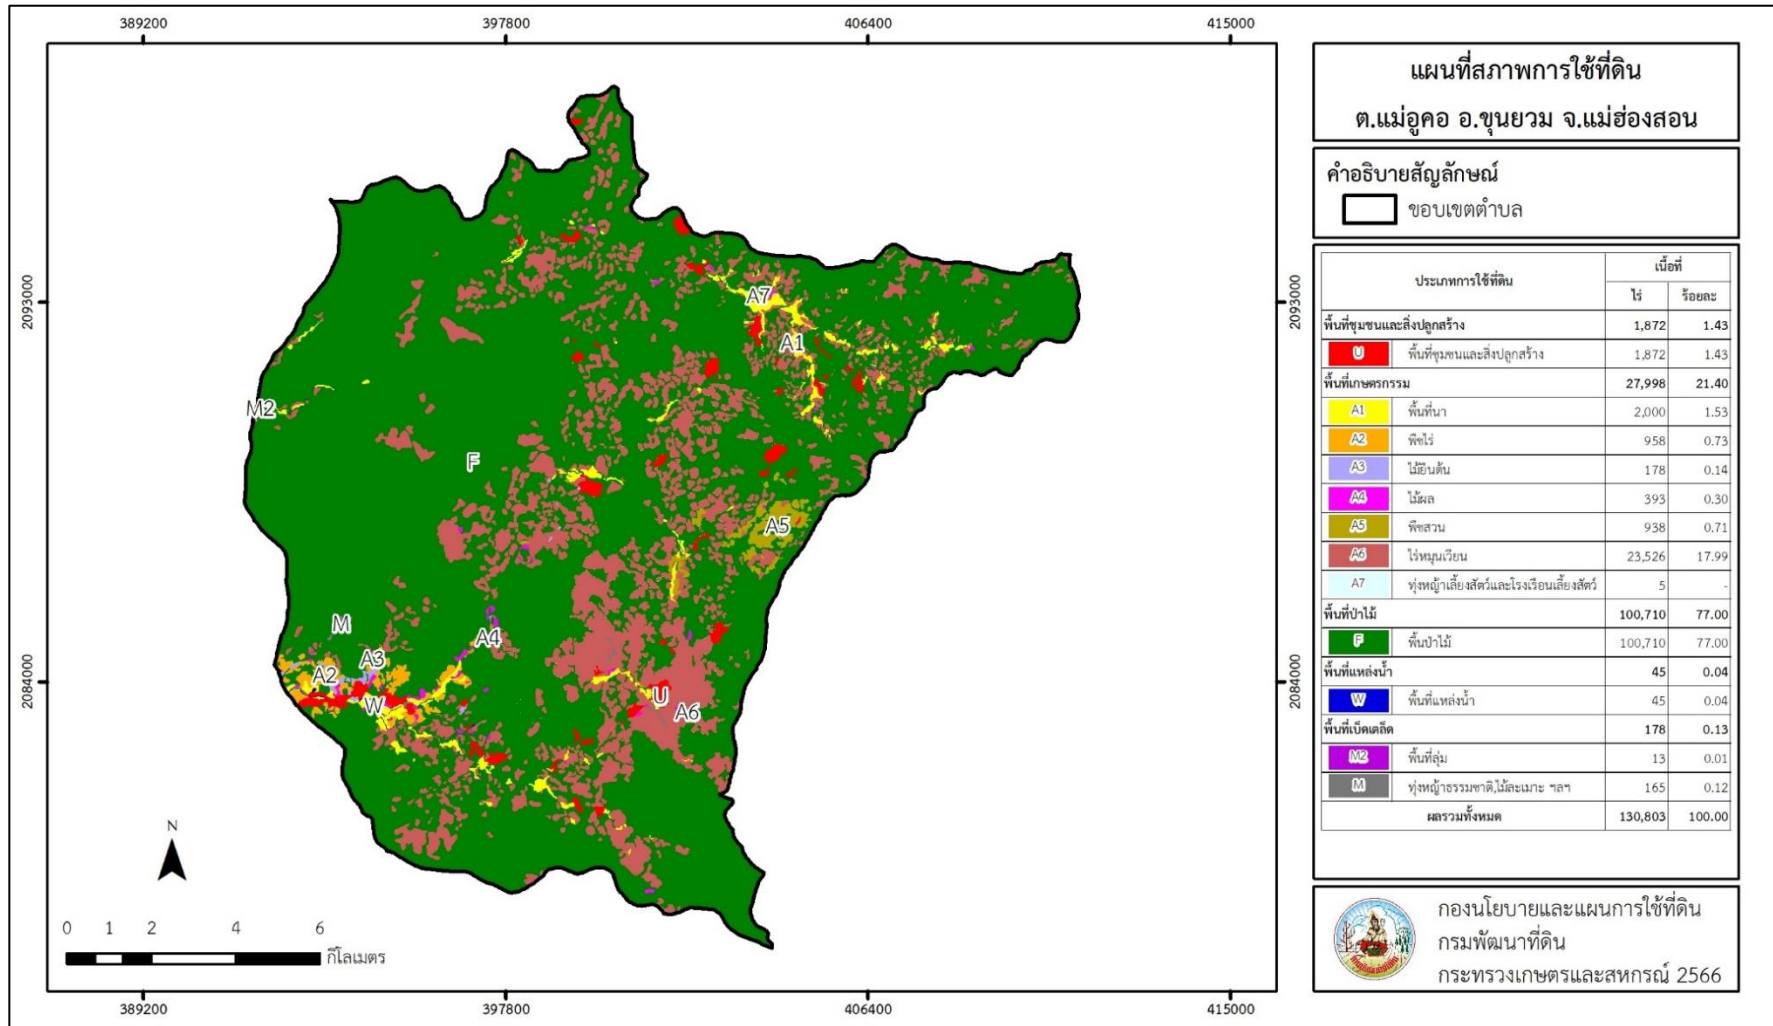 389200 397800 406400 415000
2093000
2084000
2093000
2084000
A7
A1
M2
F
A5
M
A4
A3
A2
W
U
A6
N
0 1 2 4 6
กิโลเมตร
389200 397800 406400 415000
แผนที่สภาพการใช้ที่ดิน
ต.แม่อูคอ อ.ขุนยวม จ.แม่ฮ่องสอน
คำอธิบายสัญลักษณ์
ขอบเขตตำบล
ประเภทการใช้ที่ดิน เนื้อที่
ไร่ ร้อยละ
พื้นที่ชุมชนและสิ่งปลูกสร้าง 1,872 1.43
U พื้นที่ชุมชนและสิ่งปลูกสร้าง 1,872 1.43
พื้นที่เกษตรกรรม 27,998 21.40
A1 พื้นที่นา 2,000 1.53
A2 พืชไร่ 958 0.73
A3 ไม้ยืนต้น 178 0.14
A4 ไม้ผล 393 0.30
A5 พืชสวน 938 0.71
A6 ไร่หมุนเวียน 23,526 17.99
A7 ทุ่งหญ้าเลี้ยงสัตว์และโรงเรือนเลี้ยงสัตว์ 5 -
พื้นที่ป่าไม้ 100,710 77.00
F พื้นป่าไม้ 100,710 77.00
พื้นที่แหล่งน้ำ 45 0.04
W พื้นที่แหล่งน้ำ 45 0.04
พื้นที่เบ็ดเตล็ด 178 0.13
M2 พื้นที่ลุ่ม 13 0.01
M ทุ่งหญ้าธรรมชาติ,ไม้ละเมาะ ฯลฯ 165 0.12
ผลรวมทั้งหมด 130,803 100.00
กองนโยบายและแผนการใช้ที่ดิน
กรมพัฒนาที่ดิน
กระทรวงเกษตรและสหกรณ์ 2566